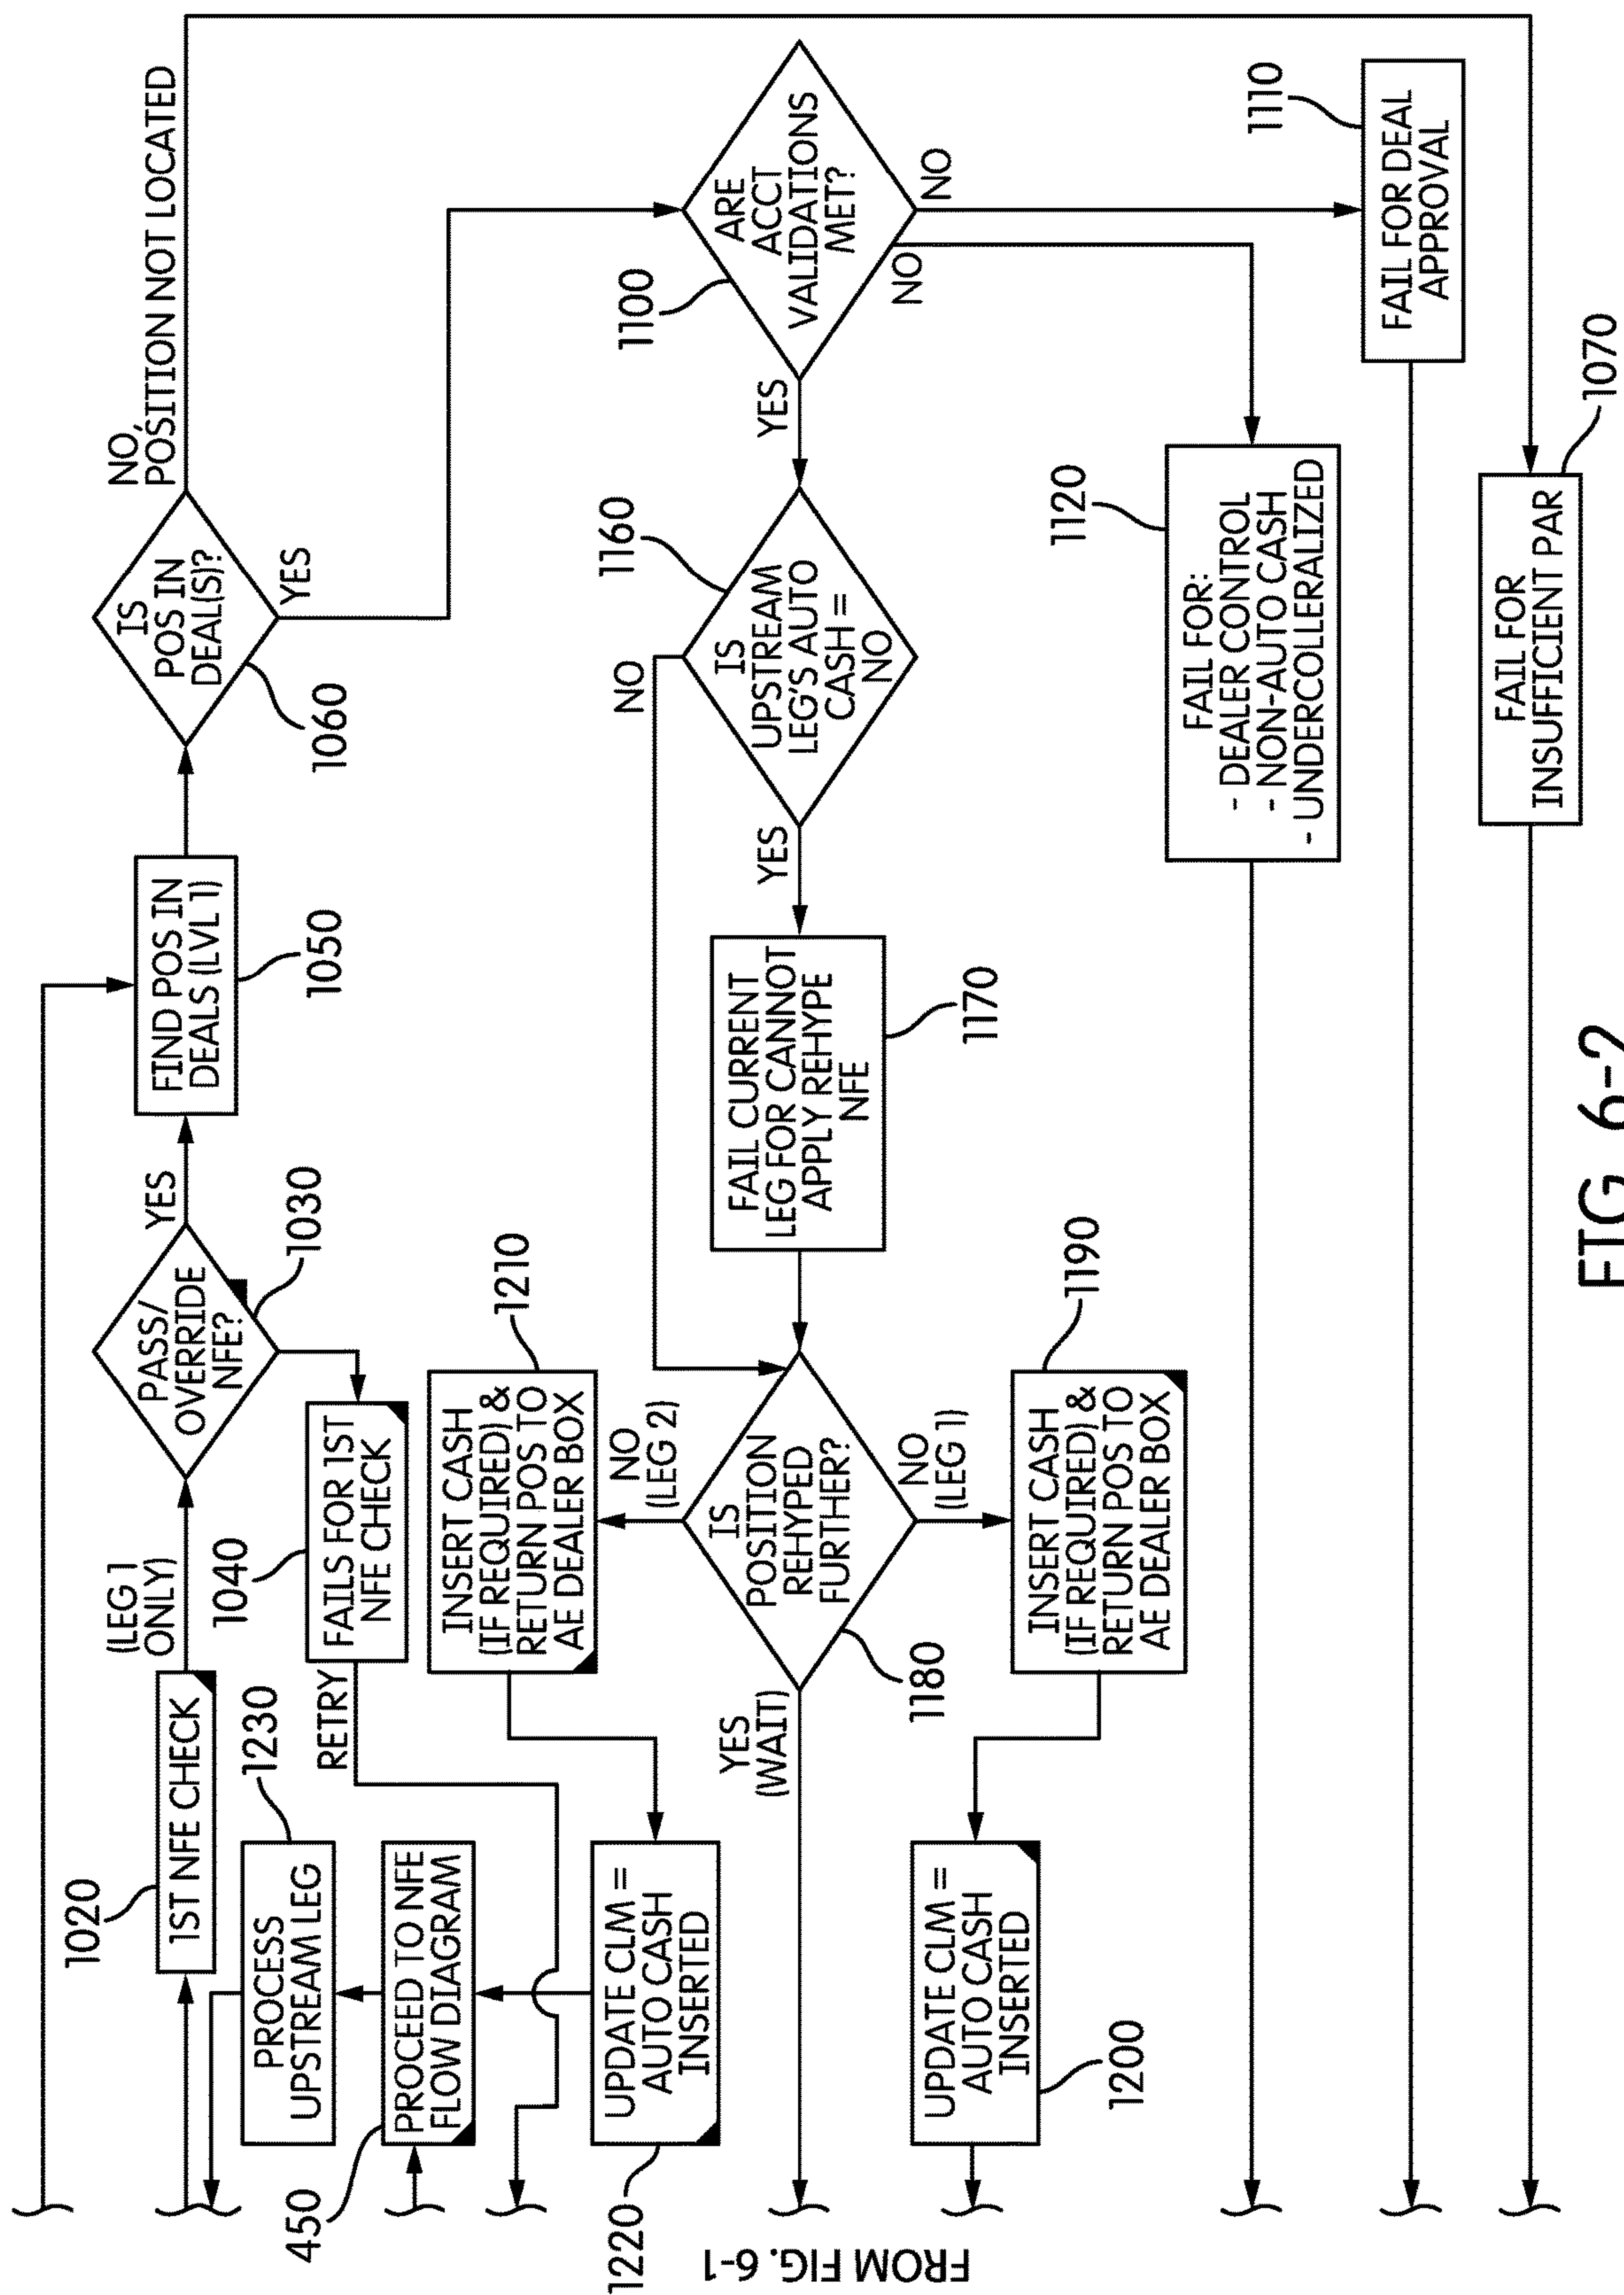 FROM FIG. 6-1
1020
1ST NFE CHECK
(LEG 1
ONLY)
PASS/
OVERRIDE
NFE?
1030
YES
FIND POS IN
DEALS (LVL 1)
1050
IS
POS IN
DEAL(S)?
1060
NO,
POSITION NOT LOCATED
YES
1040
FAILS FOR 1ST
NFE CHECK
RETRY
1230
PROCESS
UPSTREAM LEG
450
PROCEED TO NFE
FLOW DIAGRAM
1210
INSERT CASH
(IF REQUIRED) &
RETURN POS TO
AE DEALER BOX
1220
UPDATE CLM =
AUTO CASH
INSERTED
NO
(LEG 2)
IS
POSITION
REHYPED
FURTHER?
1180
YES
(WAIT)
NO
(LEG 1)
1190
INSERT CASH
(IF REQUIRED) &
RETURN POS TO
AE DEALER BOX
UPDATE CLM =
AUTO CASH
INSERTED
1200
FAIL CURRENT
LEG FOR CANNOT
APPLY REHYPE
NFE
1170
YES
NO
IS
UPSTREAM
LEG'S AUTO
CASH =
NO
1160
YES
1100
ARE
ACCT
VALIDATIONS
MET?
NO
NO
1120
FAIL FOR:
- DEALER CONTROL
- NON-AUTO CASH
- UNDERCOLLERALIZED
1110
FAIL FOR DEAL
APPROVAL
FAIL FOR
INSUFFICIENT PAR
1070
FIG. 6-2